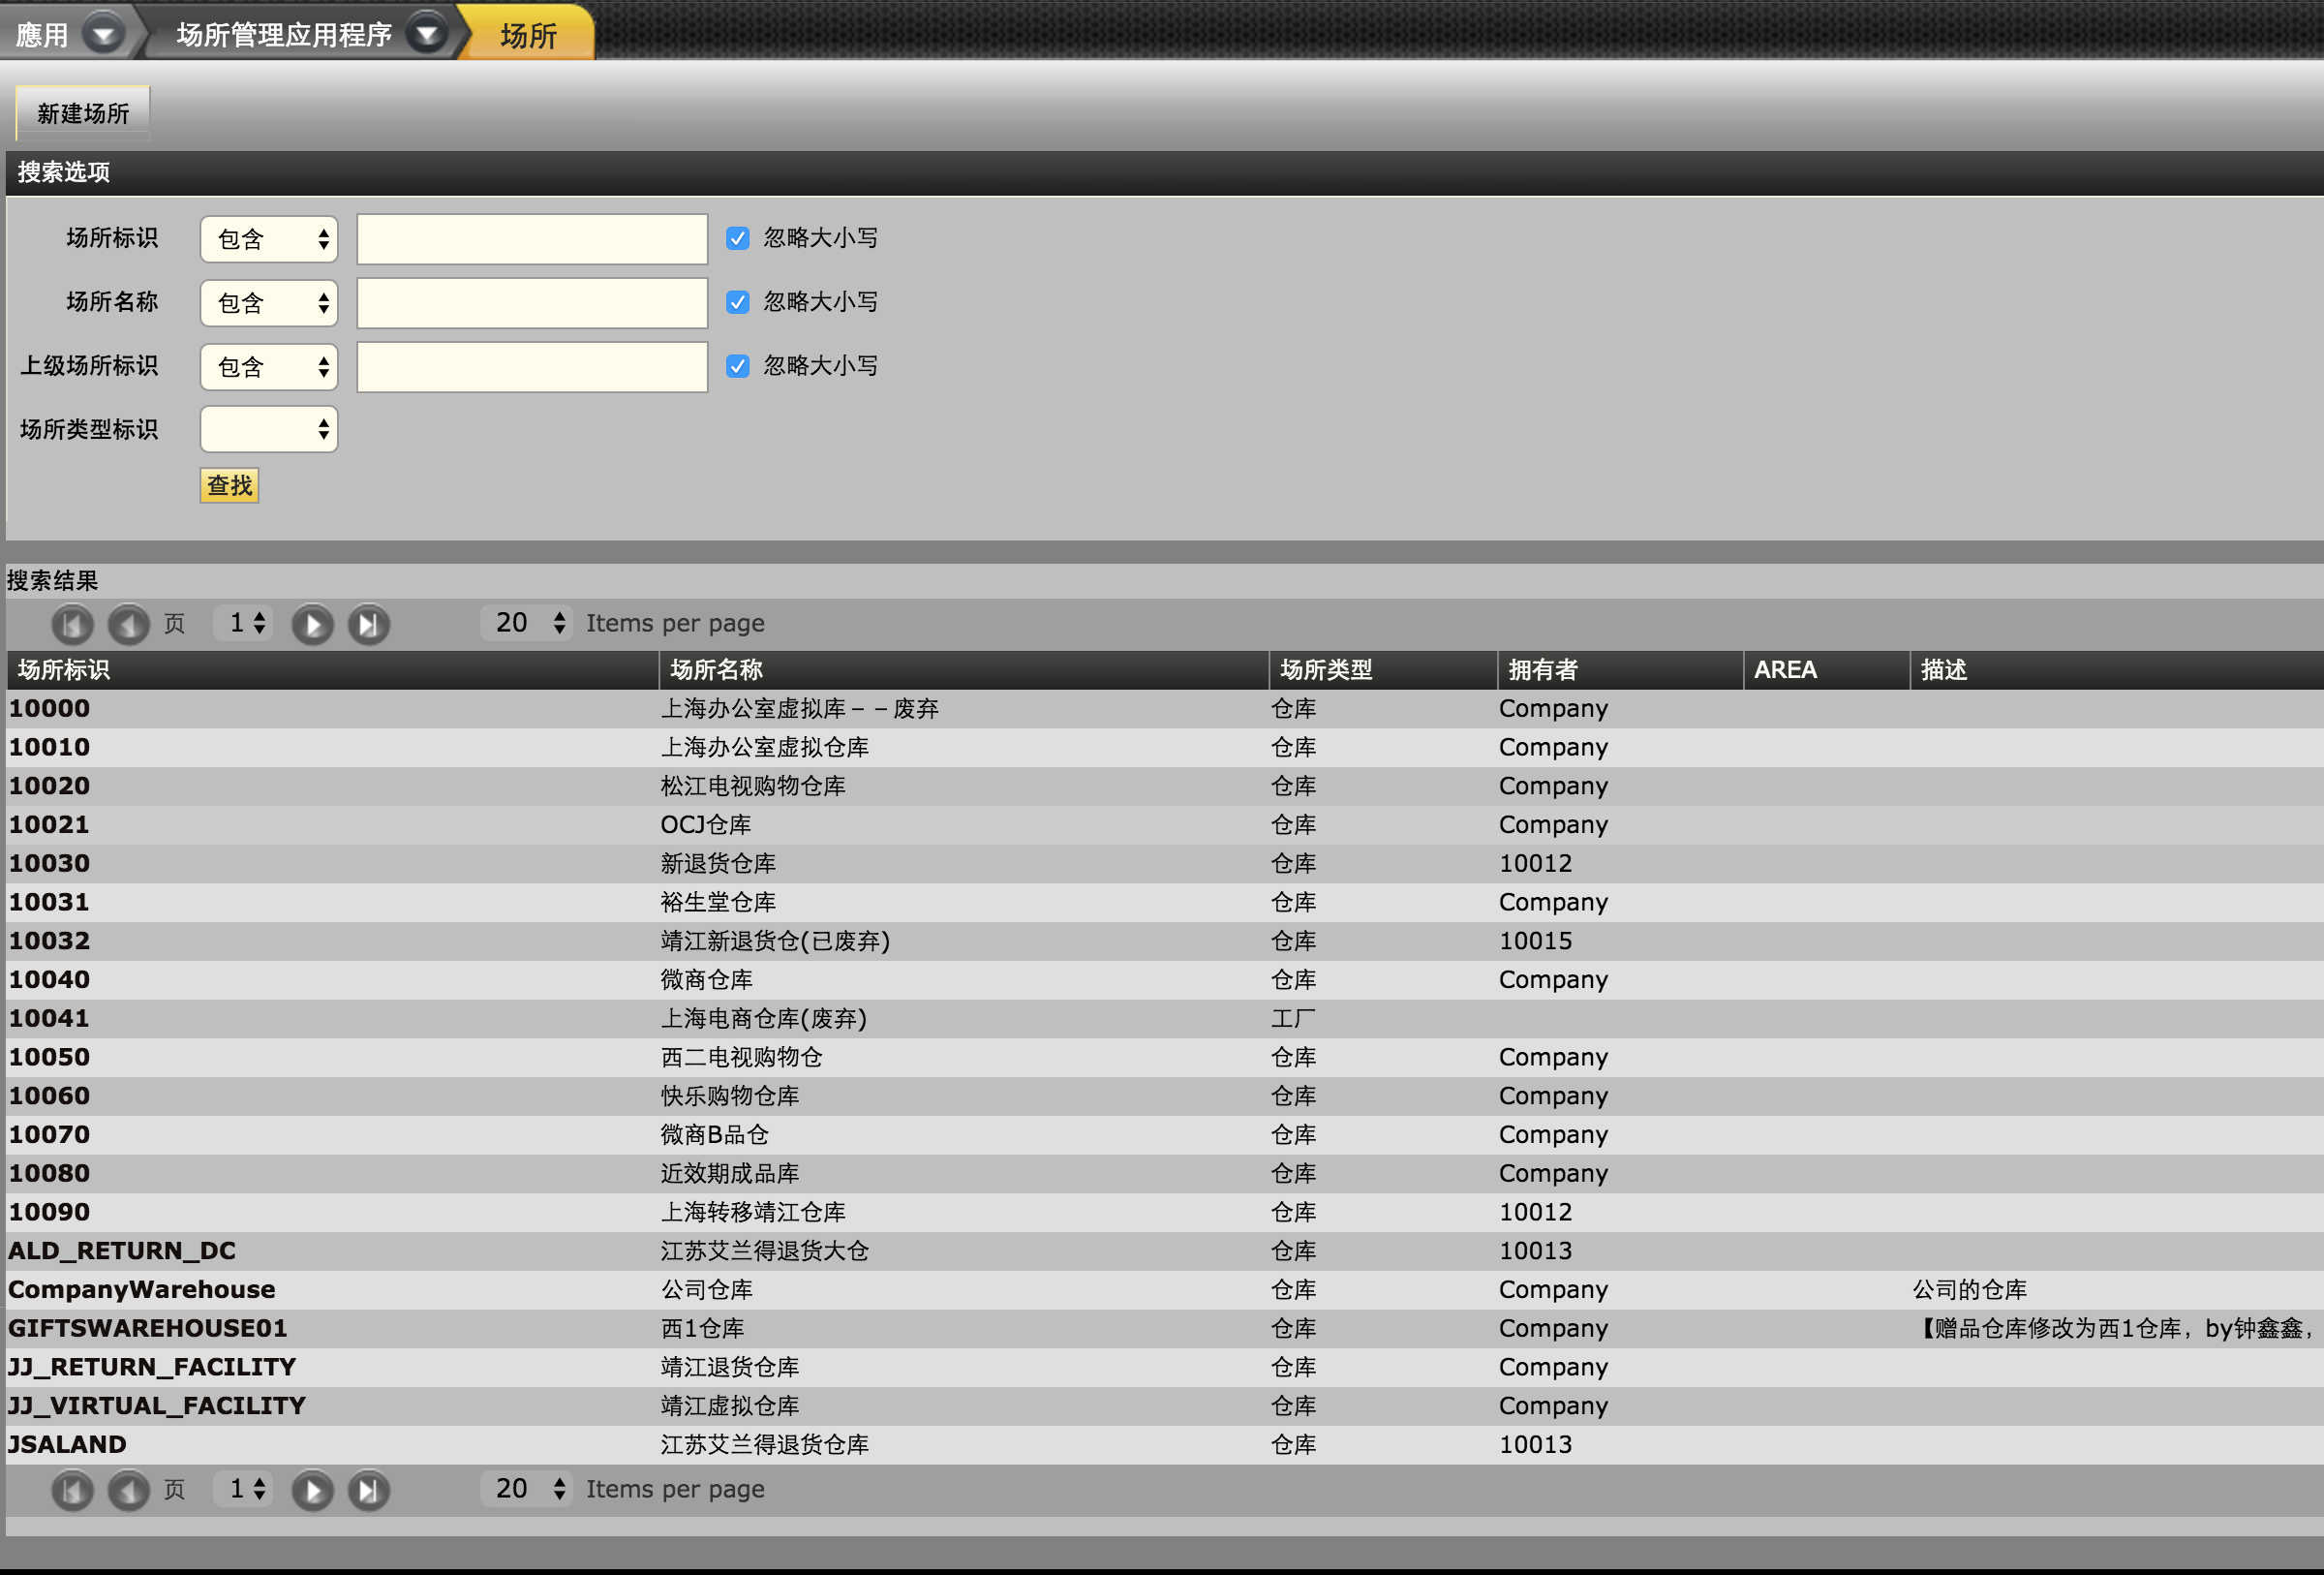 應用 场所管理应用程序 场所
新建场所
搜索选项
场所标识 包含 忽略大小写
场所名称 包含 忽略大小写
上级场所标识 包含 忽略大小写
场所类型标识
查找
搜索结果
页 1 20 Items per page
场所标识 场所名称 场所类型 拥有者 AREA 描述
10000 上海办公室虚拟库－－废弃 仓库 Company
10010 上海办公室虚拟仓库 仓库 Company
10020 松江电视购物仓库 仓库 Company
10021 OCJ仓库 仓库 Company
10030 新退货仓库 仓库 10012
10031 裕生堂仓库 仓库 Company
10032 靖江新退货仓(已废弃) 仓库 10015
10040 微商仓库 仓库 Company
10041 上海电商仓库(废弃) 工厂
10050 西二电视购物仓 仓库 Company
10060 快乐购物仓库 仓库 Company
10070 微商B品仓 仓库 Company
10080 近效期成品库 仓库 Company
10090 上海转移靖江仓库 仓库 10012
ALD_RETURN_DC 江苏艾兰得退货大仓 仓库 10013
CompanyWarehouse 公司仓库 仓库 Company 公司的仓库
GIFTSWAREHOUSE01 西1仓库 仓库 Company 【赠品仓库修改为西1仓库，by钟鑫鑫，
JJ_RETURN_FACILITY 靖江退货仓库 仓库 Company
JJ_VIRTUAL_FACILITY 靖江虚拟仓库 仓库 Company
JSALAND 江苏艾兰得退货仓库 仓库 10013
页 1 20 Items per page